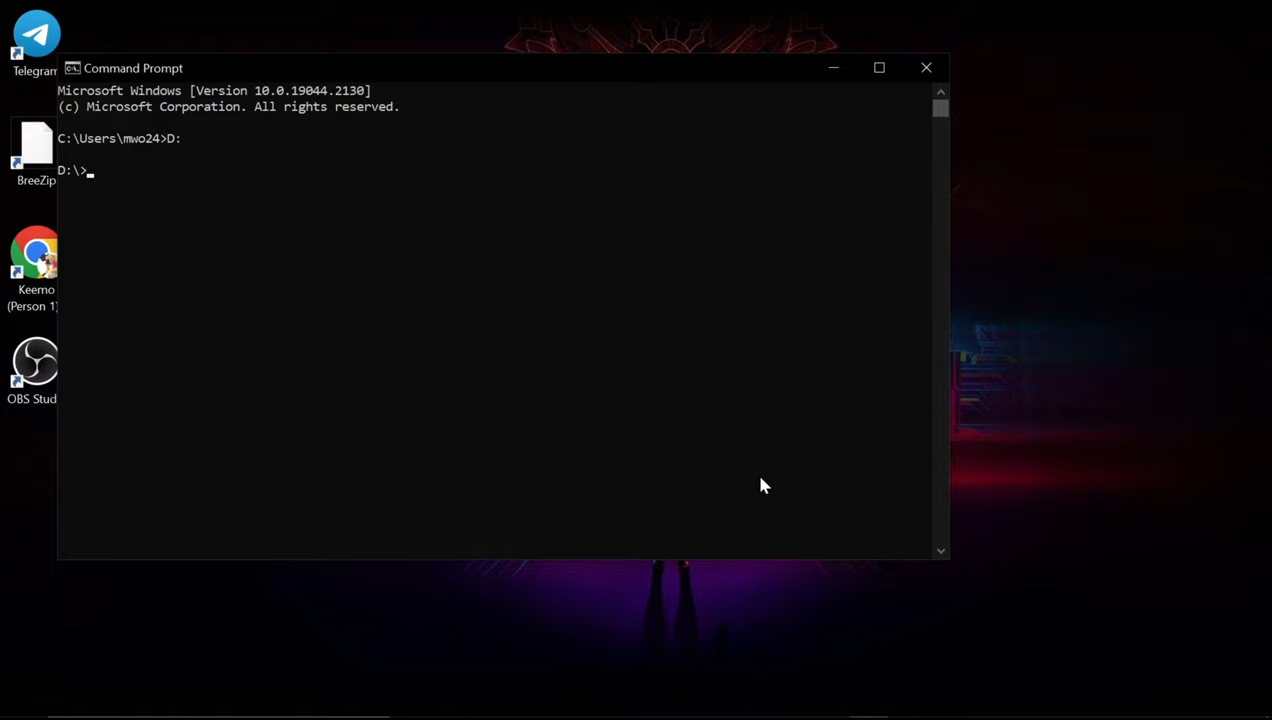 Telegram
Command Prompt
Microsoft Windows [Version 10.0.19044.2130]
(c) Microsoft Corporation. All rights reserved.
C:\Users\mwo24>D:
D:\>
BreeZip
Keemo
(Person 1)
OBS Stud